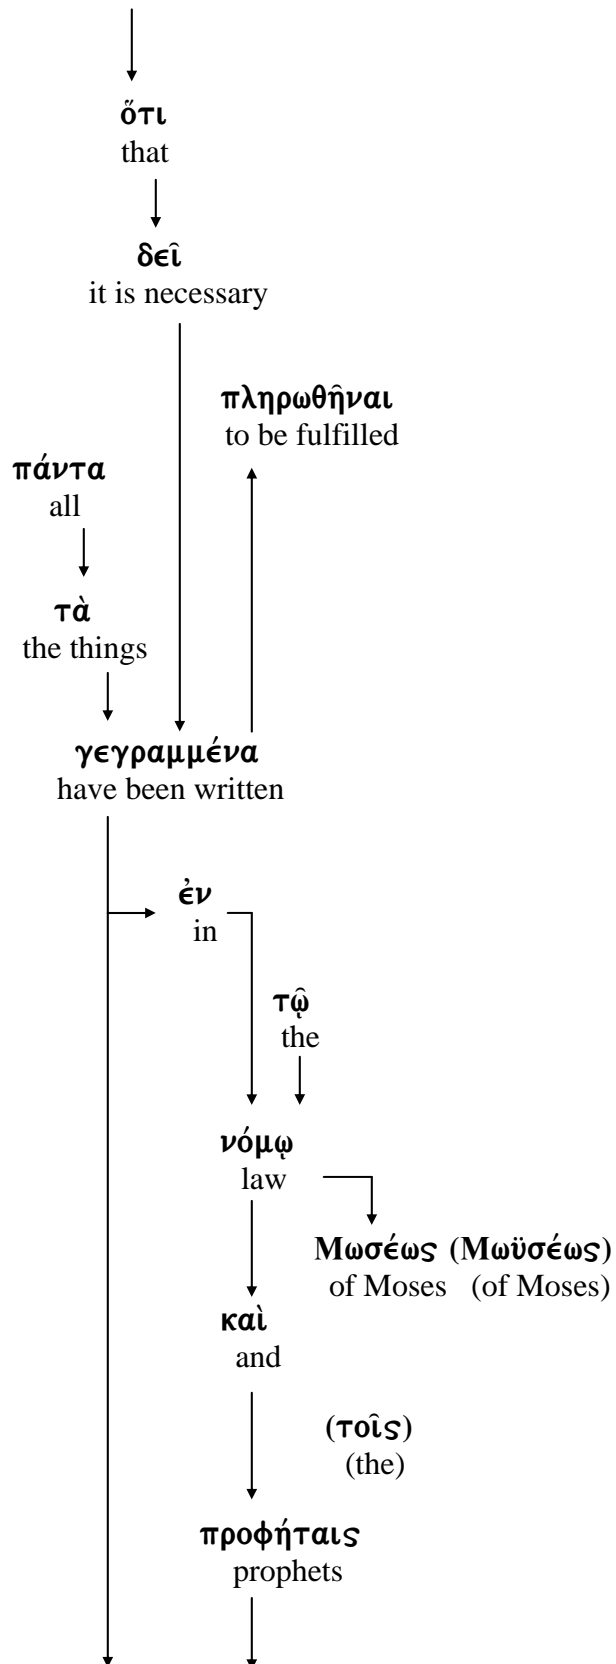 ὅτι
that
δεῖ
it is necessary
πληρωθῆναι
to be fulfilled
πάντα
all
τὰ
the things
γεγραμμένα
have been written
ἐν
in
τῷ
the
νόμῳ
law
Μωσέως (Μωϋσέως)
of Moses (of Moses)
καὶ
and
(τοῖς)
(the)
προφήταις
prophets